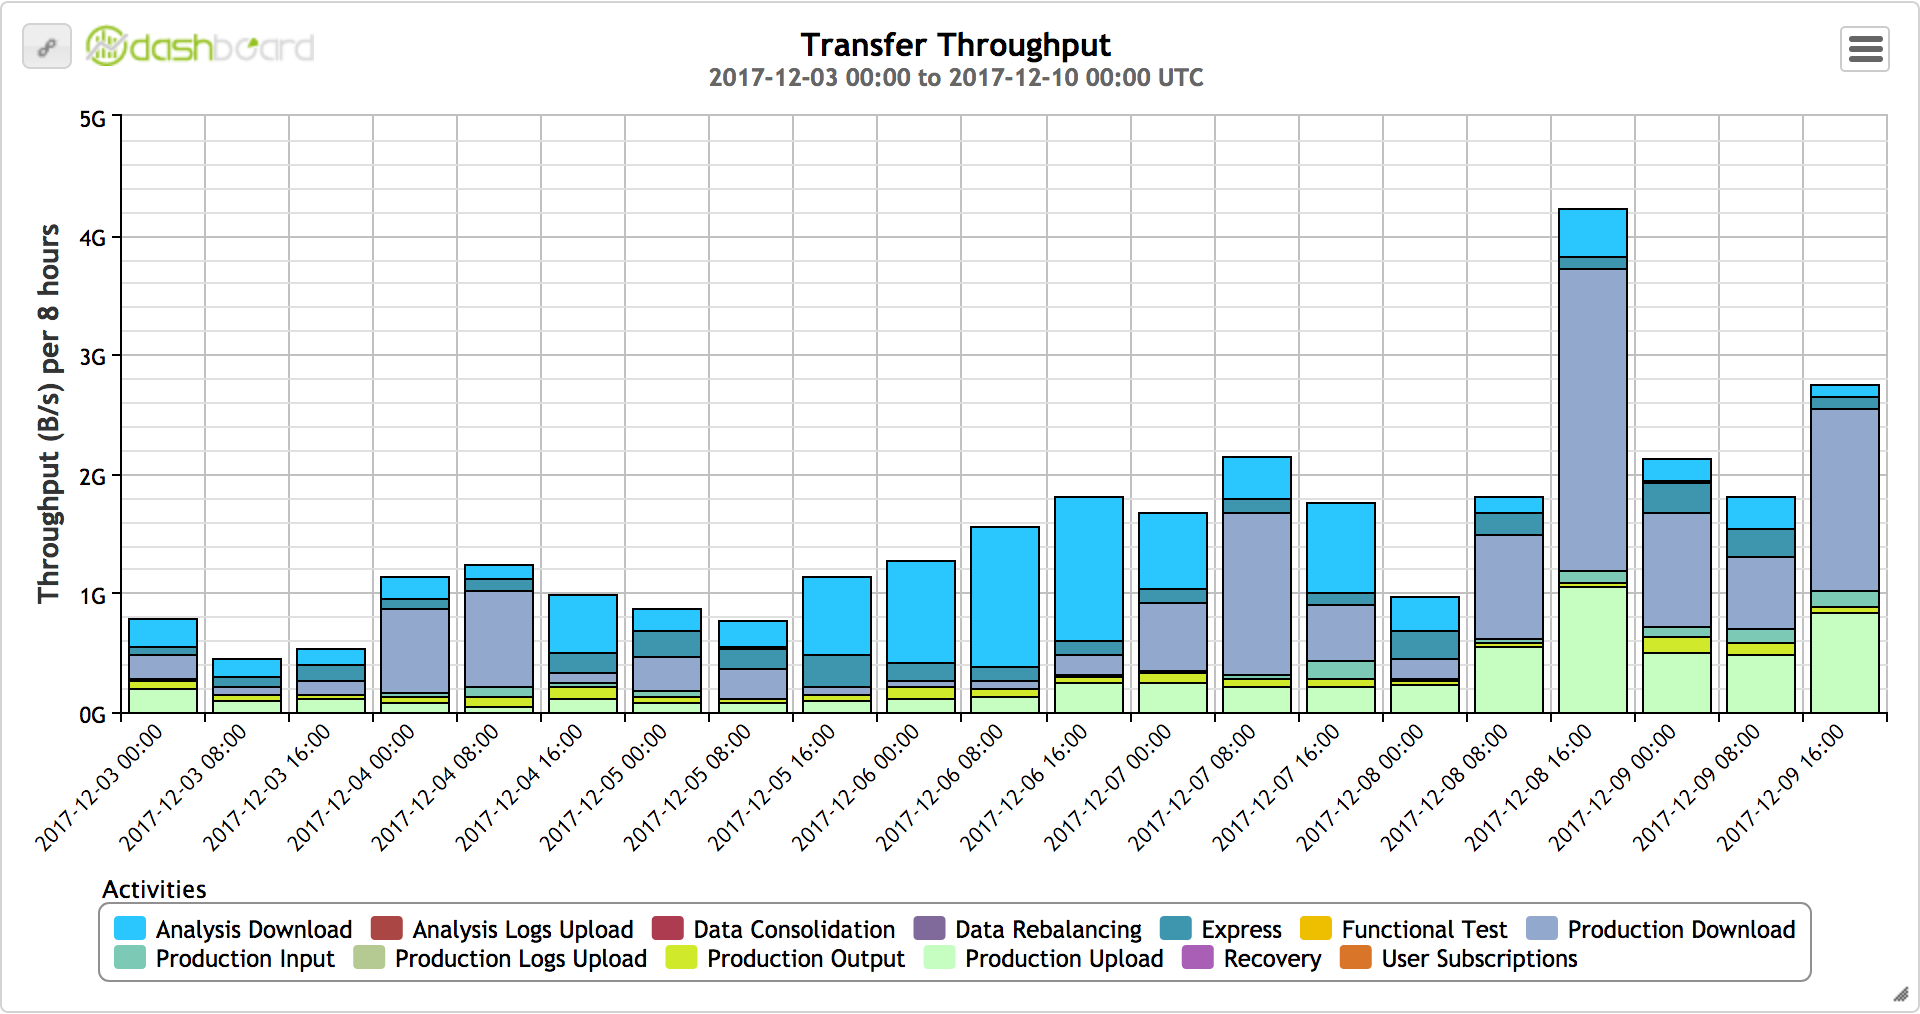 dashboard
Transfer Throughput
2017-12-03 00:00 to 2017-12-10 00:00 UTC
Throughput (B/s) per 8 hours
5G
4G
3G
2G
1G
0G
2017-12-03 00:00
2017-12-03 08:00
2017-12-03 16:00
2017-12-04 00:00
2017-12-04 08:00
2017-12-04 16:00
2017-12-05 00:00
2017-12-05 08:00
2017-12-05 16:00
2017-12-06 00:00
2017-12-06 08:00
2017-12-06 16:00
2017-12-07 00:00
2017-12-07 08:00
2017-12-07 16:00
2017-12-08 00:00
2017-12-08 08:00
2017-12-08 16:00
2017-12-09 00:00
2017-12-09 08:00
2017-12-09 16:00
Activities
Analysis Download Analysis Logs Upload Data Consolidation Data Rebalancing Express Functional Test Production Download
Production Input Production Logs Upload Production Output Production Upload Recovery User Subscriptions